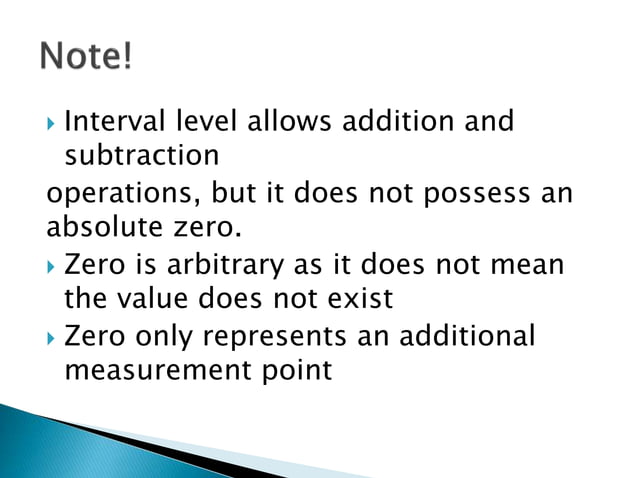 Note!
Interval level allows addition and
subtraction
operations, but it does not possess an
absolute zero.
Zero is arbitrary as it does not mean
the value does not exist
Zero only represents an additional
measurement point